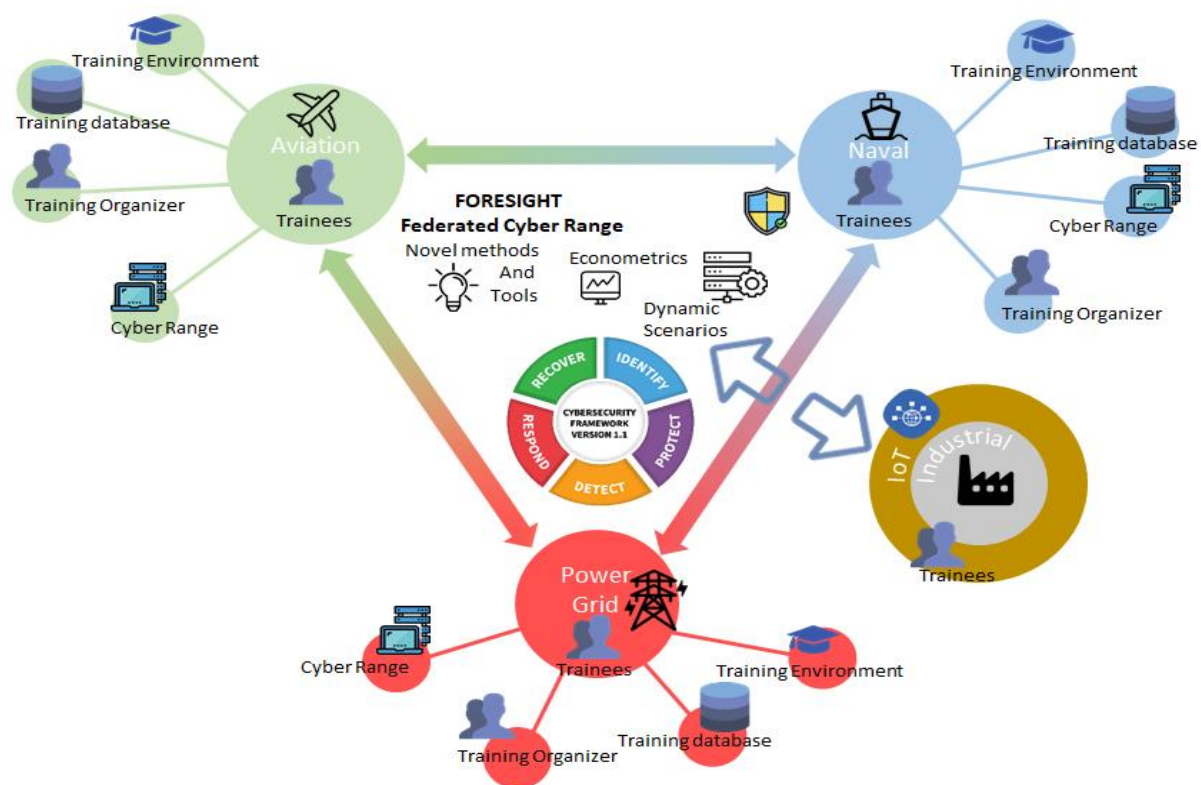 Training Environment
Training database
Training Organizer
Cyber Range
Aviation
Trainees
Naval
Trainees
Training Environment
Training database
Cyber Range
Training Organizer
FORESIGHT
Federated Cyber Range
Novel methods
And
Tools
Econometrics
Dynamic
Scenarios
RECOVER
IDENTIFY
PROTECT
DETECT
RESPOND
CYBERSECURITY
FRAMEWORK
VERSION 1.1
IoT
Industrial
Trainees
Power
Grid
Trainees
Cyber Range
Training Organizer
Training database
Training Environment